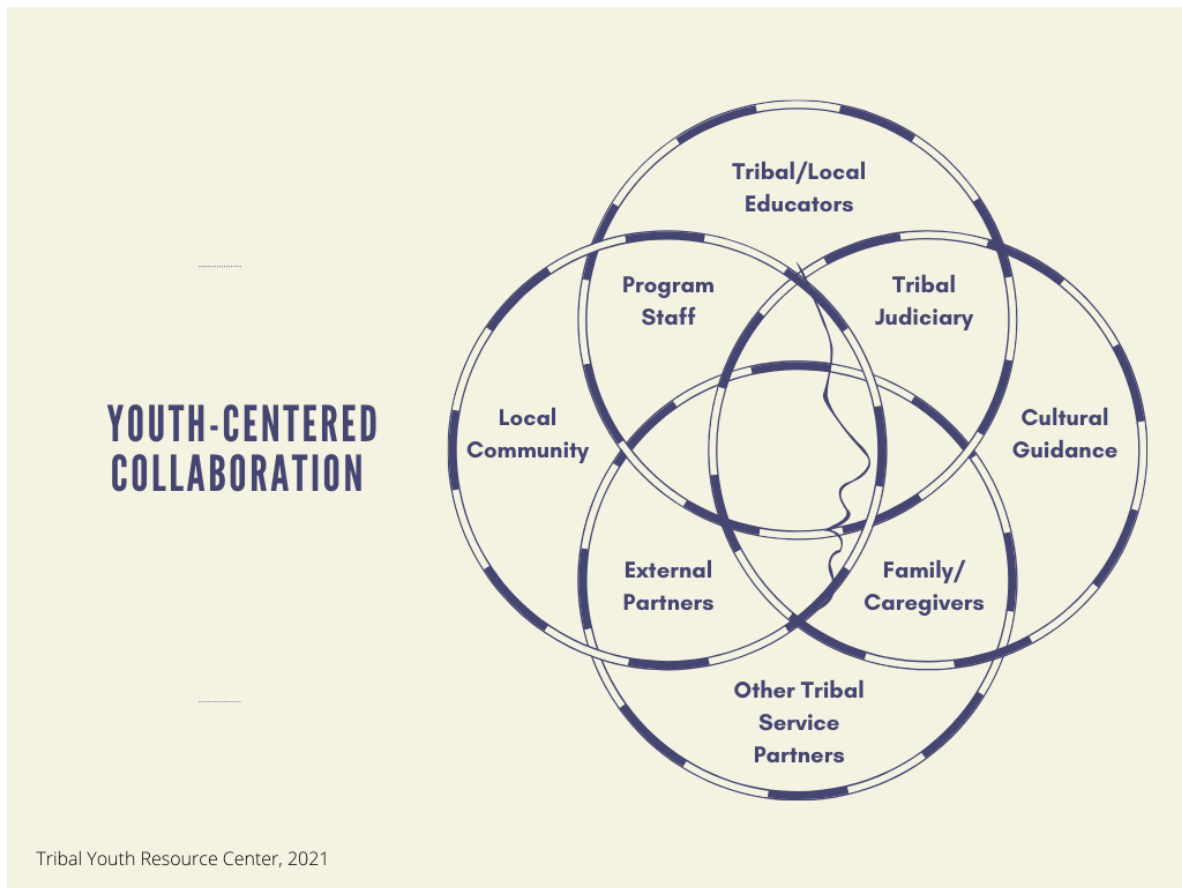 YOUTH-CENTERED
COLLABORATION
Tribal/Local
Educators
Program
Staff
Tribal
Judiciary
Local
Community
Cultural
Guidance
External
Partners
Family/
Caregivers
Other Tribal
Service
Partners
Tribal Youth Resource Center, 2021